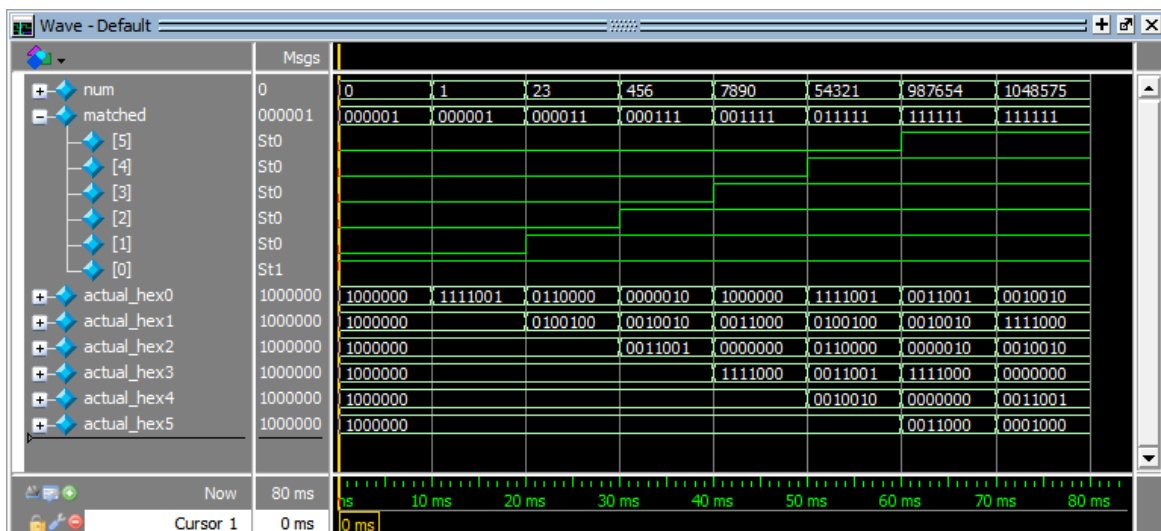 Wave - Default
Msgs
num 0 0 1 23 456 7890 54321 987654 1048575
matched 000001 000001 000001 000011 000111 001111 011111 111111 111111
[5] St0
[4] St0
[3] St0
[2] St0
[1] St0
[0] St1
actual_hex0 1000000 1000000 1111001 0110000 0000010 1000000 1111001 0011001 0010010
actual_hex1 1000000 1000000 0100100 0010010 0011000 0100100 0010010 1111000
actual_hex2 1000000 1000000 0011001 0000000 0110000 0000010 0010010
actual_hex3 1000000 1000000 1111000 0011001 1111000 0000000
actual_hex4 1000000 1000000 0010010 0000000 0011001
actual_hex5 1000000 1000000 0011000 0001000
Now 80 ms ns 10 ms 20 ms 30 ms 40 ms 50 ms 60 ms 70 ms 80 ms
Cursor 1 0 ms 0 ms